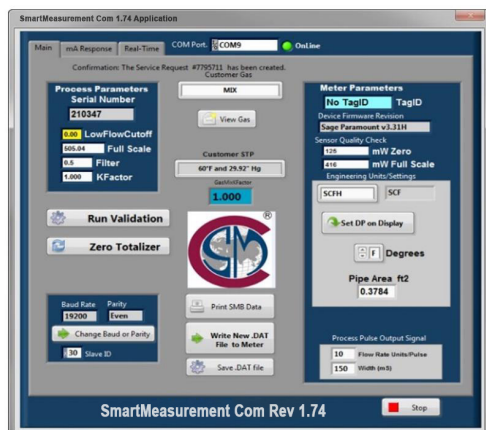 SmartMeasurement Com 1.74 Application
Main
mA Response
Real-Time
COM Port.
COM9
OnLine
Confirmation: The Service Request #7795711 has been created.
Customer Gas
MIX
View Gas
Customer STP
60°F and 29.92" Hg
GasMixKFactor
1.000
Process Parameters
Serial Number
210347
0.00 LowFlowCutoff
505.04 Full Scale
0.5 Filter
1.000 KFactor
Run Validation
Zero Totalizer
Baud Rate Parity
19200 Even
Change Baud or Parity
30 Slave ID
®
Print SMB Data
Write New .DAT
File to Meter
Save .DAT file
Meter Parameters
No TagID TagID
Device Firmware Revision
Sage Paramount v3.31H
Sensor Quality Check
125 mW Zero
416 mW Full Scale
Engineering Units/Settings
SCFH SCF
Set DP on Display
F Degrees
Pipe Area ft2
0.3784
Process Pulse Output Signal
10 Flow Rate Units/Pulse
150 Width (mS)
SmartMeasurement Com Rev 1.74
Stop